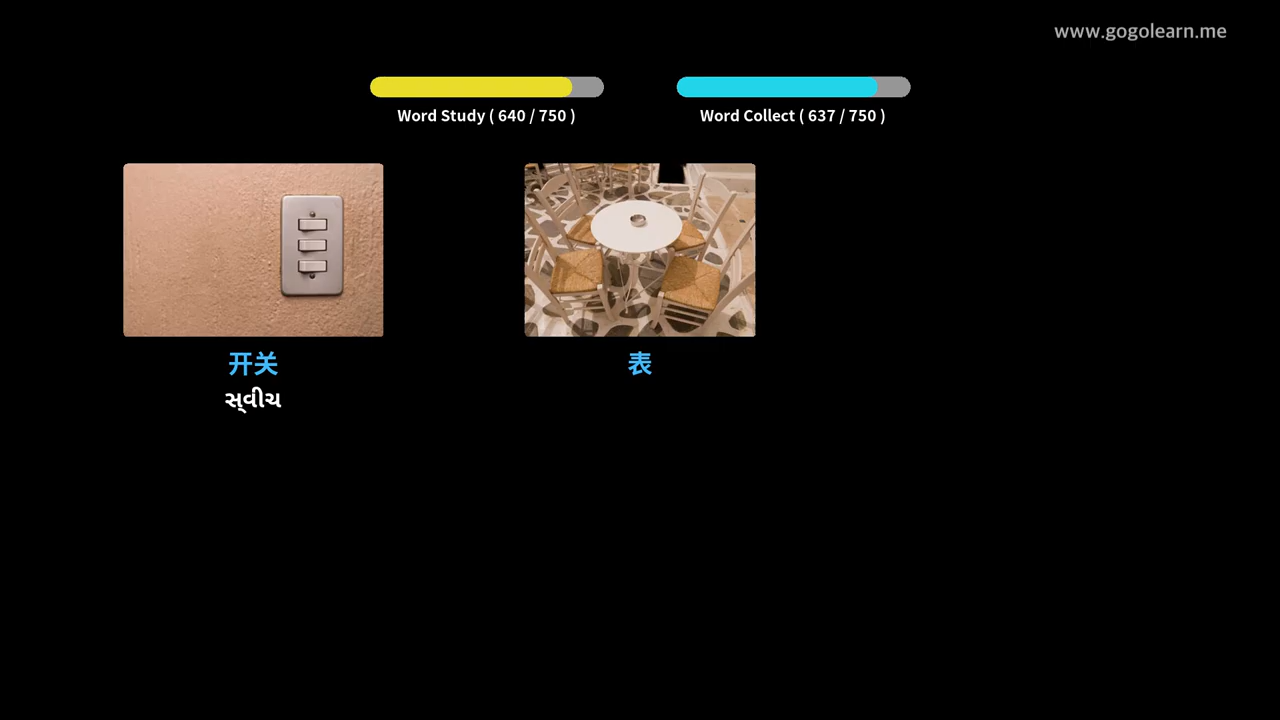 www.gogolearn.me
Word Study ( 640 / 750 )
Word Collect ( 637 / 750 )
开关
表
સ્વીચ